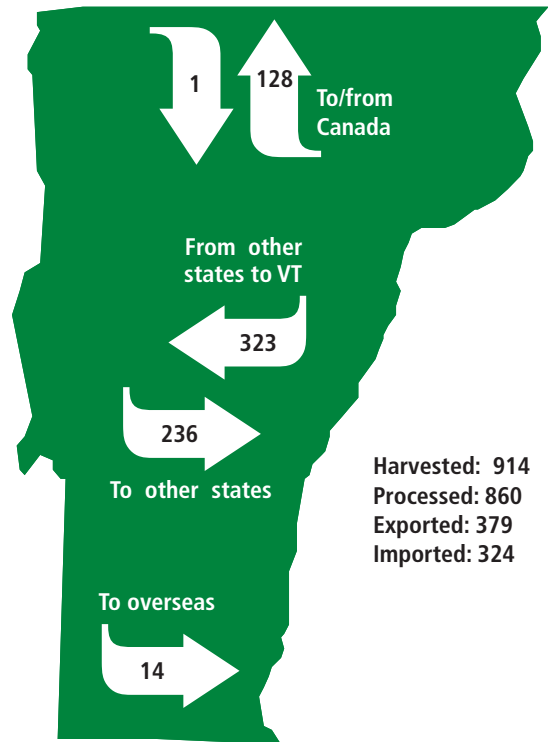 1
128
To/from
Canada
From other
states to VT
323
236
To other states
Harvested: 914
Processed: 860
Exported: 379
Imported: 324
To overseas
14